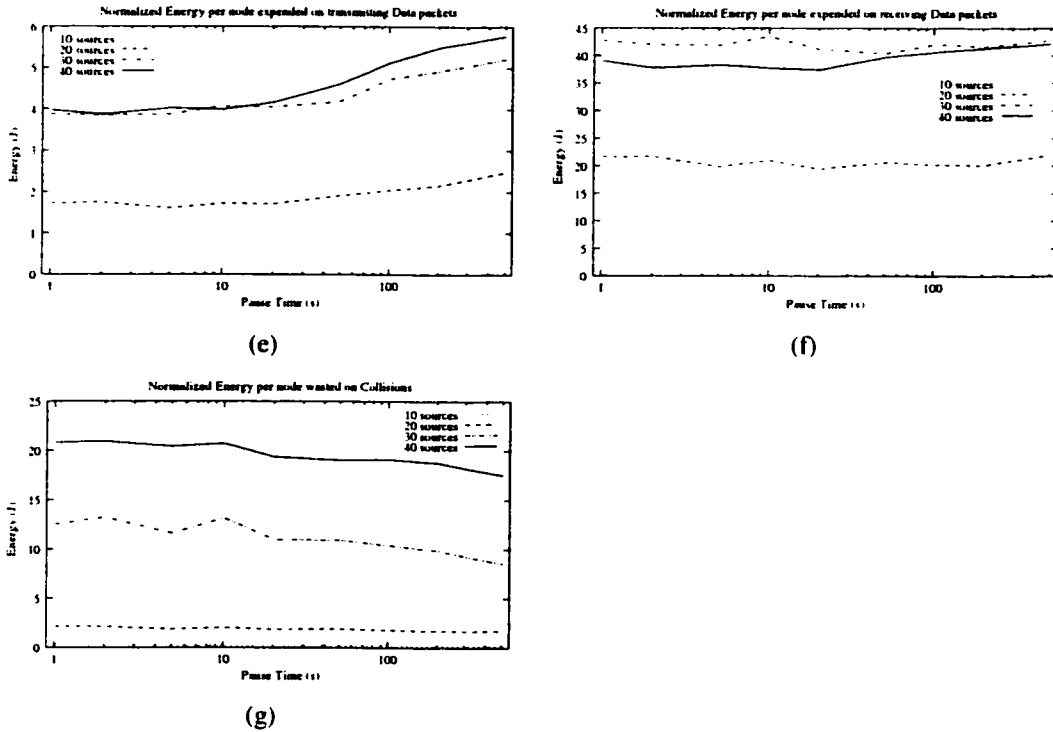 Normalized Energy per node expended on transmitting Data packets
6
5
4
3
2
1
0
Energy (J)
10 sources
20 sources
30 sources
40 sources
1
10
100
Pause Time (s)
(e)
Normalized Energy per node expended on receiving Data packets
45
40
35
30
25
20
15
10
5
0
Energy (J)
10 sources
20 sources
30 sources
40 sources
1
10
100
Pause Time (s)
(f)
Normalized Energy per node wasted on Collisions
25
20
15
10
5
0
Energy (J)
10 sources
20 sources
30 sources
40 sources
1
10
100
Pause Time (s)
(g)